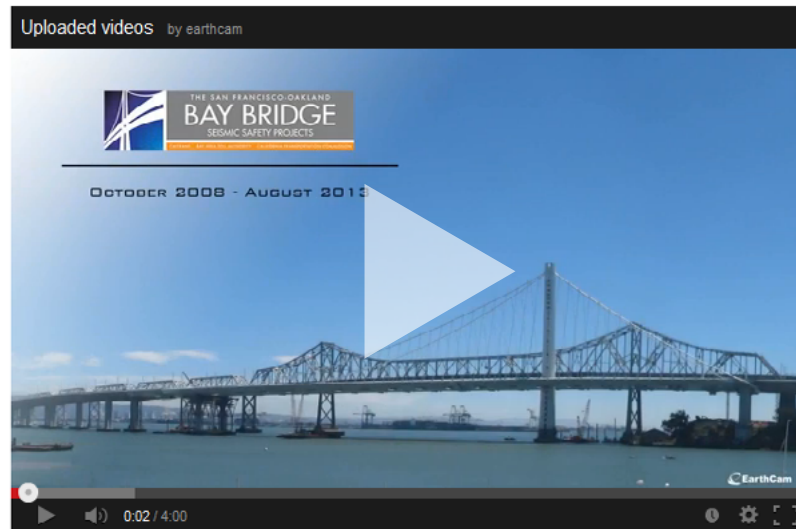 Uploaded videos by earthcam
THE SAN FRANCISCO-OAKLAND
BAY BRIDGE
SEISMIC SAFETY PROJECTS
OCTOBER 2008 - AUGUST 2013
EarthCam
0:02 / 4:00